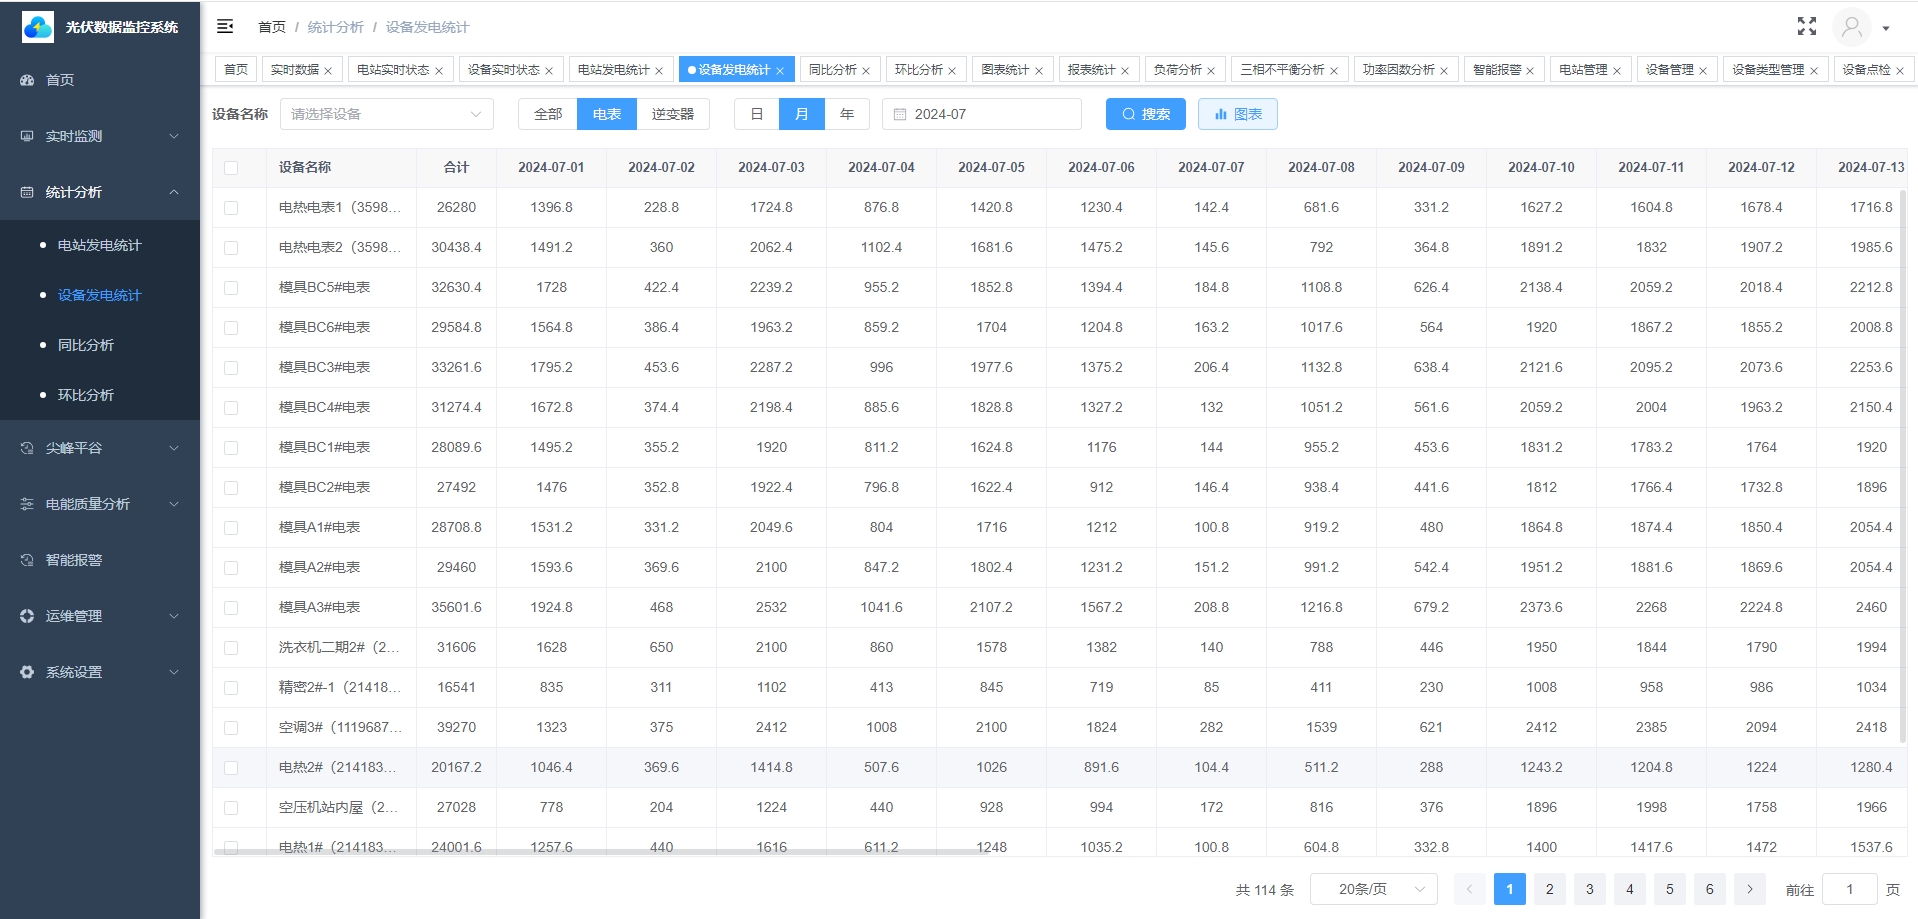 光伏数据监控系统
首页 / 统计分析 / 设备发电统计
首页
实时监测
统计分析
电站发电统计
设备发电统计
同比分析
环比分析
尖峰平谷
电能质量分析
智能报警
运维管理
系统设置
首页 实时数据 × 电站实时状态 × 设备实时状态 × 电站发电统计 × 设备发电统计 × 同比分析 × 环比分析 × 图表统计 × 报表统计 × 负荷分析 × 三相不平衡分析 × 功率因数分析 × 智能报警 × 电站管理 × 设备管理 × 设备类型管理 × 设备点检 ×
设备名称 请选择设备 全部 电表 逆变器 日 月 年 2024-07 搜索 图表
设备名称 合计 2024-07-01 2024-07-02 2024-07-03 2024-07-04 2024-07-05 2024-07-06 2024-07-07 2024-07-08 2024-07-09 2024-07-10 2024-07-11 2024-07-12 2024-07-13
电热电表1（3598... 26280 1396.8 228.8 1724.8 876.8 1420.8 1230.4 142.4 681.6 331.2 1627.2 1604.8 1678.4 1716.8
电热电表2（3598... 30438.4 1491.2 360 2062.4 1102.4 1681.6 1475.2 145.6 792 364.8 1891.2 1832 1907.2 1985.6
模具BC5#电表 32630.4 1728 422.4 2239.2 955.2 1852.8 1394.4 184.8 1108.8 626.4 2138.4 2059.2 2018.4 2212.8
模具BC6#电表 29584.8 1564.8 386.4 1963.2 859.2 1704 1204.8 163.2 1017.6 564 1920 1867.2 1855.2 2008.8
模具BC3#电表 33261.6 1795.2 453.6 2287.2 996 1977.6 1375.2 206.4 1132.8 638.4 2121.6 2095.2 2073.6 2253.6
模具BC4#电表 31274.4 1672.8 374.4 2198.4 885.6 1828.8 1327.2 132 1051.2 561.6 2059.2 2004 1963.2 2150.4
模具BC1#电表 28089.6 1495.2 355.2 1920 811.2 1624.8 1176 144 955.2 453.6 1831.2 1783.2 1764 1920
模具BC2#电表 27492 1476 352.8 1922.4 796.8 1622.4 912 146.4 938.4 441.6 1812 1766.4 1732.8 1896
模具A1#电表 28708.8 1531.2 331.2 2049.6 804 1716 1212 100.8 919.2 480 1864.8 1874.4 1850.4 2054.4
模具A2#电表 29460 1593.6 369.6 2100 847.2 1802.4 1231.2 151.2 991.2 542.4 1951.2 1881.6 1869.6 2054.4
模具A3#电表 35601.6 1924.8 468 2532 1041.6 2107.2 1567.2 208.8 1216.8 679.2 2373.6 2268 2224.8 2460
洗衣机二期2#（2... 31606 1628 650 2100 860 1578 1382 140 788 446 1950 1844 1790 1994
精密2#-1（21418... 16541 835 311 1102 413 845 719 85 411 230 1008 958 986 1034
空调3#（1119687... 39270 1323 375 2412 1008 2100 1824 282 1539 621 2412 2385 2094 2418
电热2#（214183... 20167.2 1046.4 369.6 1414.8 507.6 1026 891.6 104.4 511.2 288 1243.2 1204.8 1224 1280.4
空压机站内屋（2... 27028 778 204 1224 440 928 994 172 816 376 1896 1998 1758 1966
电热1#（214183... 24001.6 1257.6 440 1616 611.2 1248 1035.2 100.8 604.8 332.8 1400 1417.6 1472 1537.6
共 114 条 20条/页 1 2 3 4 5 6 前往 1 页